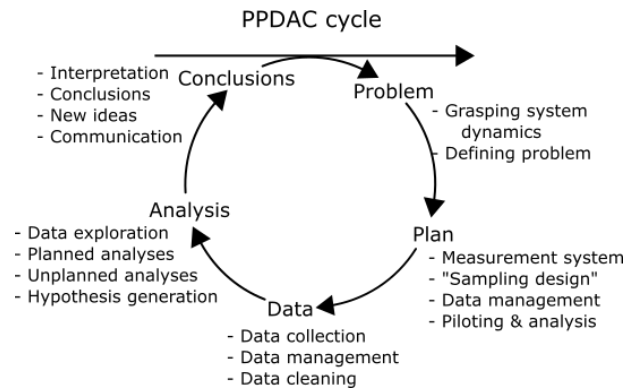 PPDAC cycle
Conclusions
- Interpretation
- Conclusions
- New ideas
- Communication
Problem
- Grasping system
dynamics
- Defining problem
Plan
- Measurement system
- "Sampling design"
- Data management
- Piloting & analysis
Data
- Data collection
- Data management
- Data cleaning
Analysis
- Data exploration
- Planned analyses
- Unplanned analyses
- Hypothesis generation